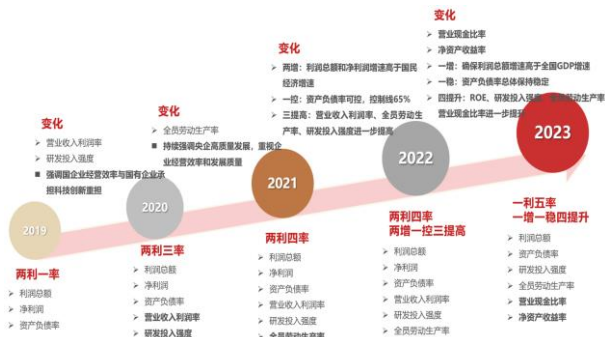 变化
营业收入利润率
研发投入强度
强调国企业经营效率与国有企业承
担科技创新重担
2019
两利一率
利润总额
净利润
资产负债率
变化
全员劳动生产率
持续强调央企高质量发展,重视企
业经营效率和发展质量
2020
两利三率
利润总额
净利润
资产负债率
营业收入利润率
研发投入强度
2021
两利四率
利润总额
净利润
资产负债率
营业收入利润率
研发投入强度
全员劳动生产率
变化
两增:利润总额和净利润增速高于国民
经济增速
一控:资产负债率可控,控制线65%
三提高:营业收入利润率、全员劳动生
产率、研发投入强度进一步提高
2022
两利四率
两增一控三提高
利润总额
净利润
资产负债率
营业收入利润率
研发投入强度
全员劳动生产率
变化
营业现金比率
净资产收益率
一增:确保利润总额增速高于全国GDP增速
一稳:资产负债率总体保持稳定
四提升:ROE、研发投入强度、劳动生产率
营业现金比率进一步提升
2023
一利五率
一增一稳四提升
利润总额
资产负债率
研发投入强度
全员劳动生产率
营业现金比率
净资产收益率